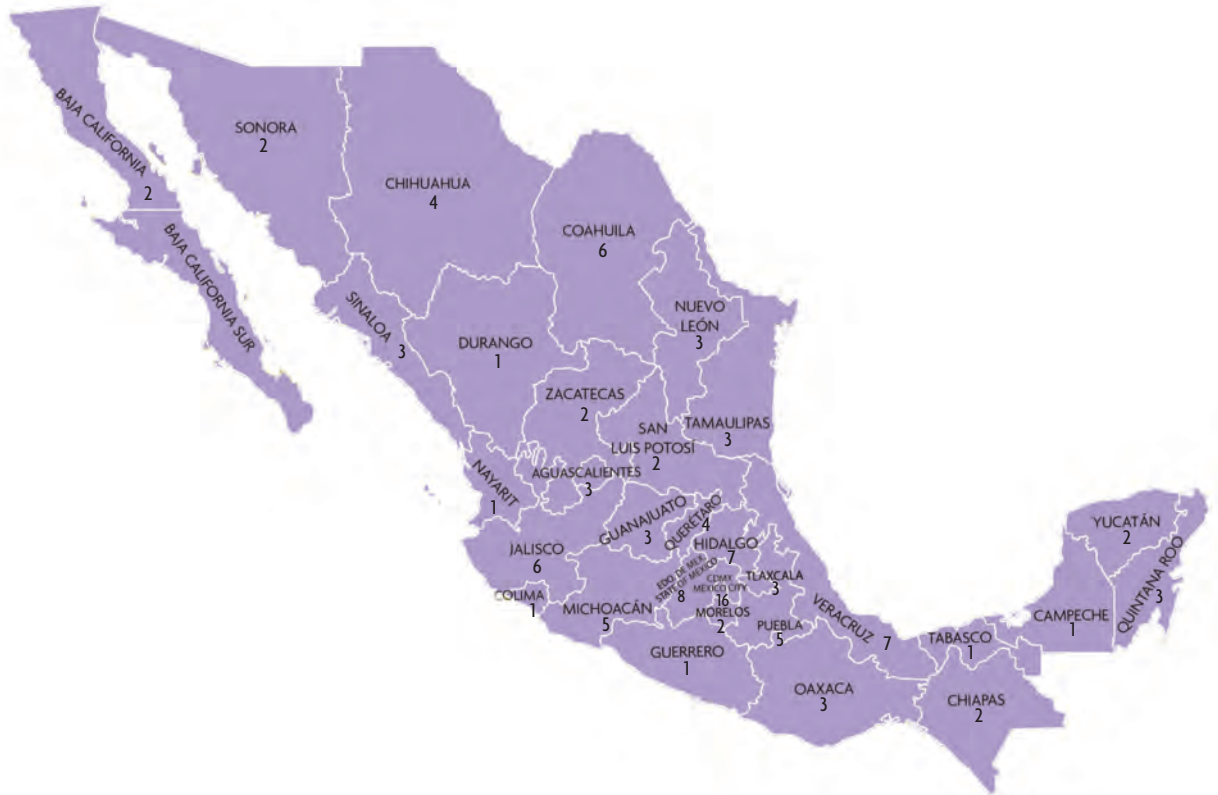 BAJA CALIFORNIA
2
BAJA CALIFORNIA SUR
SONORA
2
CHIHUAHUA
4
COAHUILA
6
NUEVO
LEÓN
3
SINALOA
3
DURANGO
1
ZACATECAS
2
SAN
LUIS POTOSÍ
2
TAMAULIPAS
3
NAYARIT
1
AGUASCALIENTES
3
GUANAJUATO
3
QUERÉTARO
4
HIDALGO
7
JALISCO
6
COLIMA
1
MICHOACÁN
5
EDO. DE MEX.
STATE OF MEXICO
8
CDMX
MEXICO CITY
16
TLAXCALA
3
MORELOS
2
PUEBLA
5
VERACRUZ
7
GUERRERO
1
OAXACA
3
TABASCO
1
CHIAPAS
2
CAMPECHE
1
YUCATÁN
2
QUINTANA ROO
3